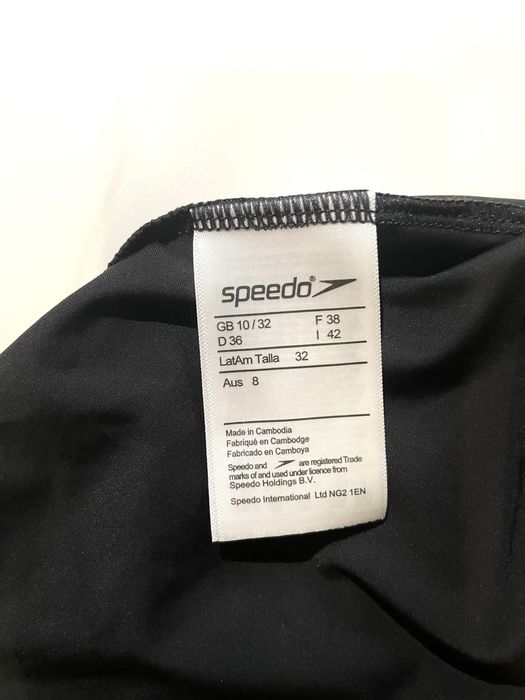 speedo®
GB 10/32 F 38
D 36 I 42
LatAm Talla 32
Aus 8
Made in Cambodia
Fabriqué en Cambodge
Fabricado en Camboya
Speedo and are registered Trade
marks of and used under licence from
Speedo Holdings B.V.
Speedo International Ltd NG2 1EN